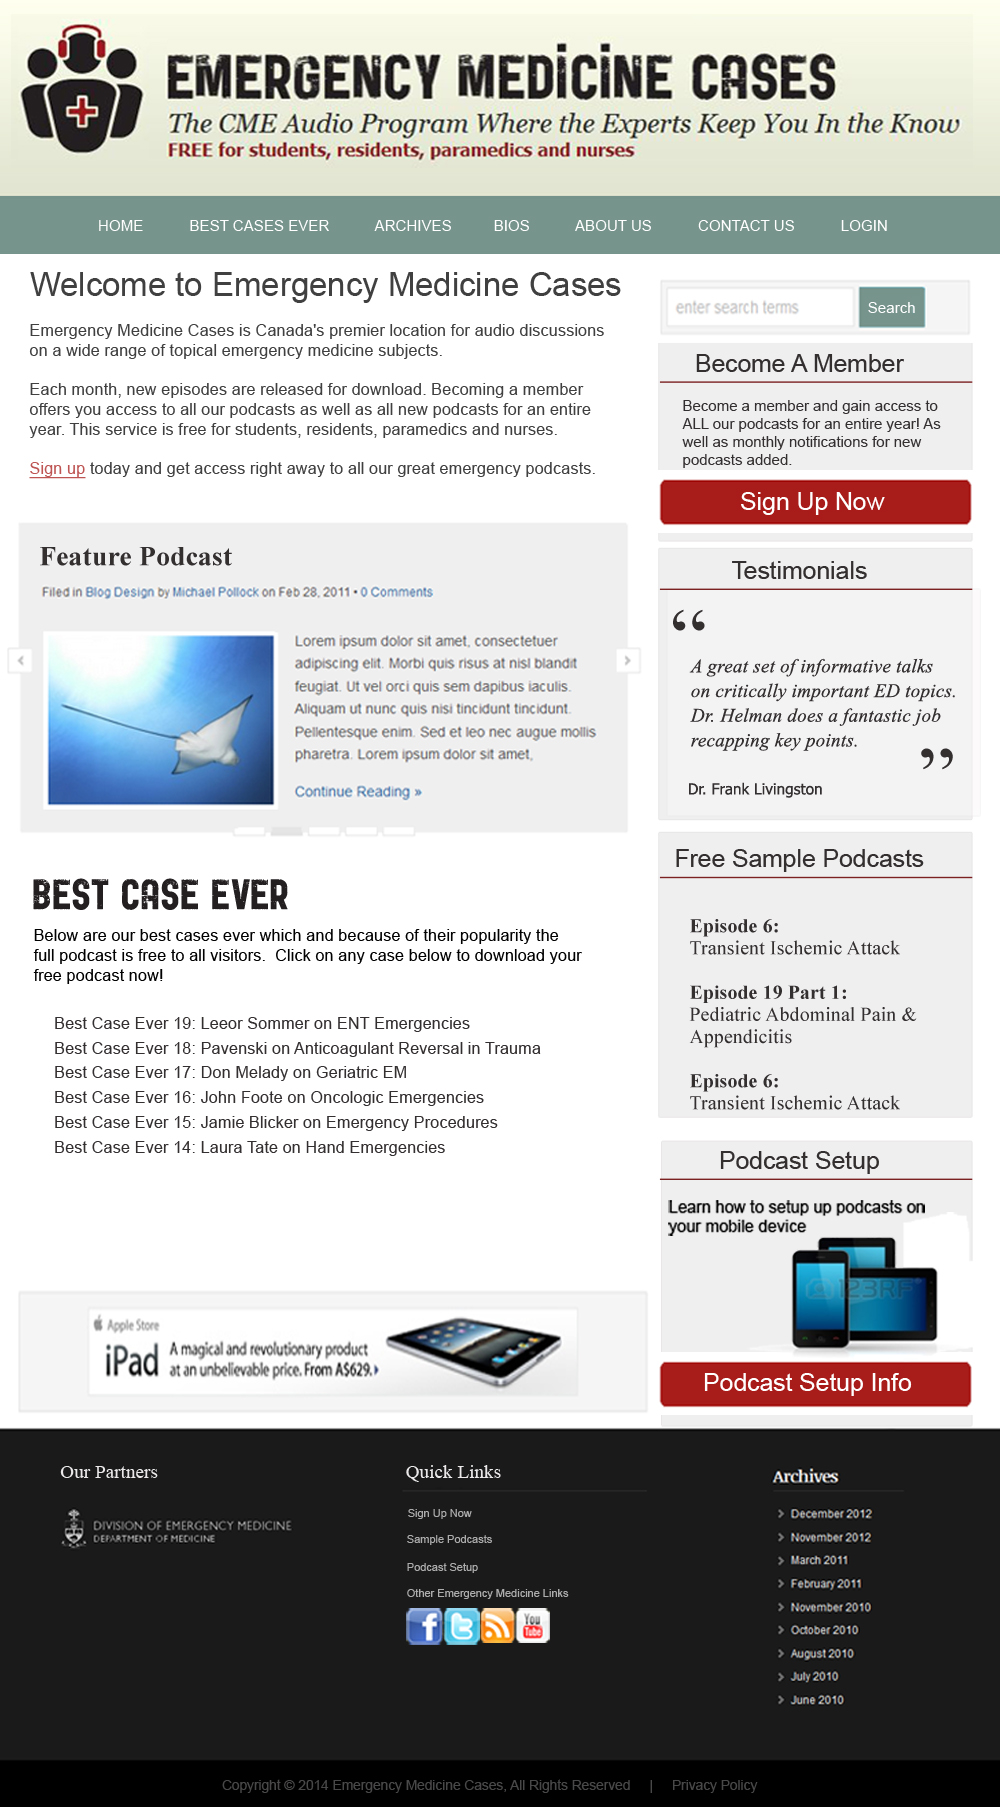 EMERGENCY MEDICINE CASES
The CME Audio Program Where the Experts Keep You In the Know
FREE for students, residents, paramedics and nurses
HOME BEST CASES EVER ARCHIVES BIOS ABOUT US CONTACT US LOGIN
Welcome to Emergency Medicine Cases
Emergency Medicine Cases is Canada's premier location for audio discussions
on a wide range of topical emergency medicine subjects.
Each month, new episodes are released for download. Becoming a member
offers you access to all our podcasts as well as all new podcasts for an entire
year. This service is free for students, residents, paramedics and nurses.
Sign up today and get access right away to all our great emergency podcasts.
Feature Podcast
Filed in Blog Design by Michael Pollock on Feb 28, 2011 • 0 Comments
Lorem ipsum dolor sit amet, consectetuer
adipiscing elit. Morbi quis risus at nisl blandit
feugiat. Ut vel orci quis sem dapibus iaculis.
Aliquam ut nunc quis nisi tincidunt tincidunt.
Pellentesque enim. Sed et leo nec augue mollis
pharetra. Lorem ipsum dolor sit amet,
Continue Reading »
BEST CASE EVER
Below are our best cases ever which and because of their popularity the
full podcast is free to all visitors.  Click on any case below to download your
free podcast now!
Best Case Ever 19: Leeor Sommer on ENT Emergencies
Best Case Ever 18: Pavenski on Anticoagulant Reversal in Trauma
Best Case Ever 17: Don Melady on Geriatric EM
Best Case Ever 16: John Foote on Oncologic Emergencies
Best Case Ever 15: Jamie Blicker on Emergency Procedures
Best Case Ever 14: Laura Tate on Hand Emergencies
Apple Store
iPad
A magical and revolutionary product
at an unbelievable price. From A$629.
enter search terms Search
Become A Member
Become a member and gain access to
ALL our podcasts for an entire year! As
well as monthly notifications for new
podcasts added.
Sign Up Now
Testimonials
“
A great set of informative talks
on critically important ED topics.
Dr. Helman does a fantastic job
recapping key points.
”
Dr. Frank Livingston
Free Sample Podcasts
Episode 6:
Transient Ischemic Attack
Episode 19 Part 1:
Pediatric Abdominal Pain &
Appendicitis
Episode 6:
Transient Ischemic Attack
Podcast Setup
Learn how to setup up podcasts on
your mobile device
123RF
Podcast Setup Info
Our Partners
DIVISION OF EMERGENCY MEDICINE
DEPARTMENT OF MEDICINE
Quick Links
Sign Up Now
Sample Podcasts
Podcast Setup
Other Emergency Medicine Links
You
Tube
Archives
December 2012
November 2012
March 2011
February 2011
November 2010
October 2010
August 2010
July 2010
June 2010
Copyright © 2014 Emergency Medicine Cases, All Rights Reserved | Privacy Policy